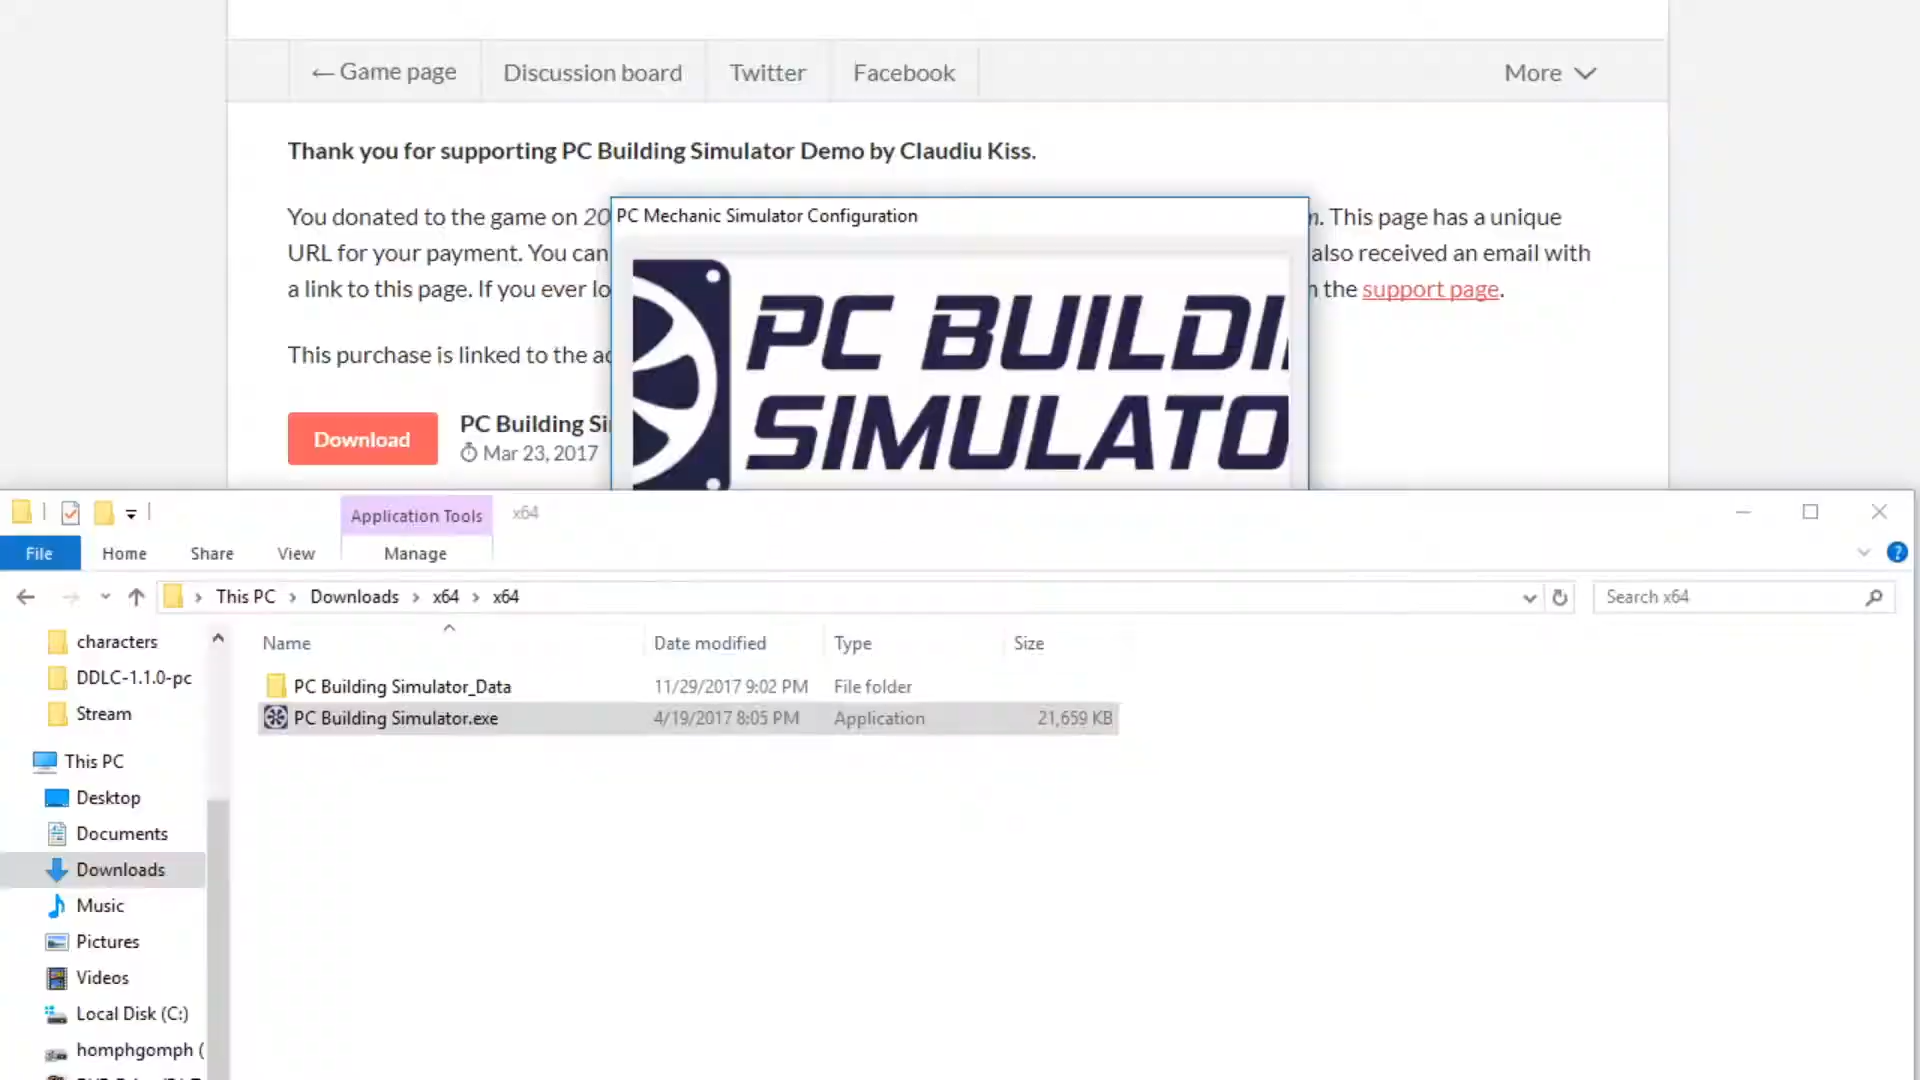 ← Game page Discussion board Twitter Facebook More
Thank you for supporting PC Building Simulator Demo by Claudiu Kiss.
You donated to the game on 20 . This page has a unique
URL for your payment. You can also received an email with
a link to this page. If you ever lo the support page.
This purchase is linked to the ac
Download
PC Building Si
Mar 23, 2017
PC Mechanic Simulator Configuration
PC BUILDI
SIMULATO
Application Tools x64
File Home Share View Manage
This PC > Downloads > x64 > x64
Search x64
characters
DDLC-1.1.0-pc
Stream
This PC
Desktop
Documents
Downloads
Music
Pictures
Videos
Local Disk (C:)
homphgomph (
Name Date modified Type Size
PC Building Simulator_Data 11/29/2017 9:02 PM File folder
PC Building Simulator.exe 4/19/2017 8:05 PM Application 21,659 KB